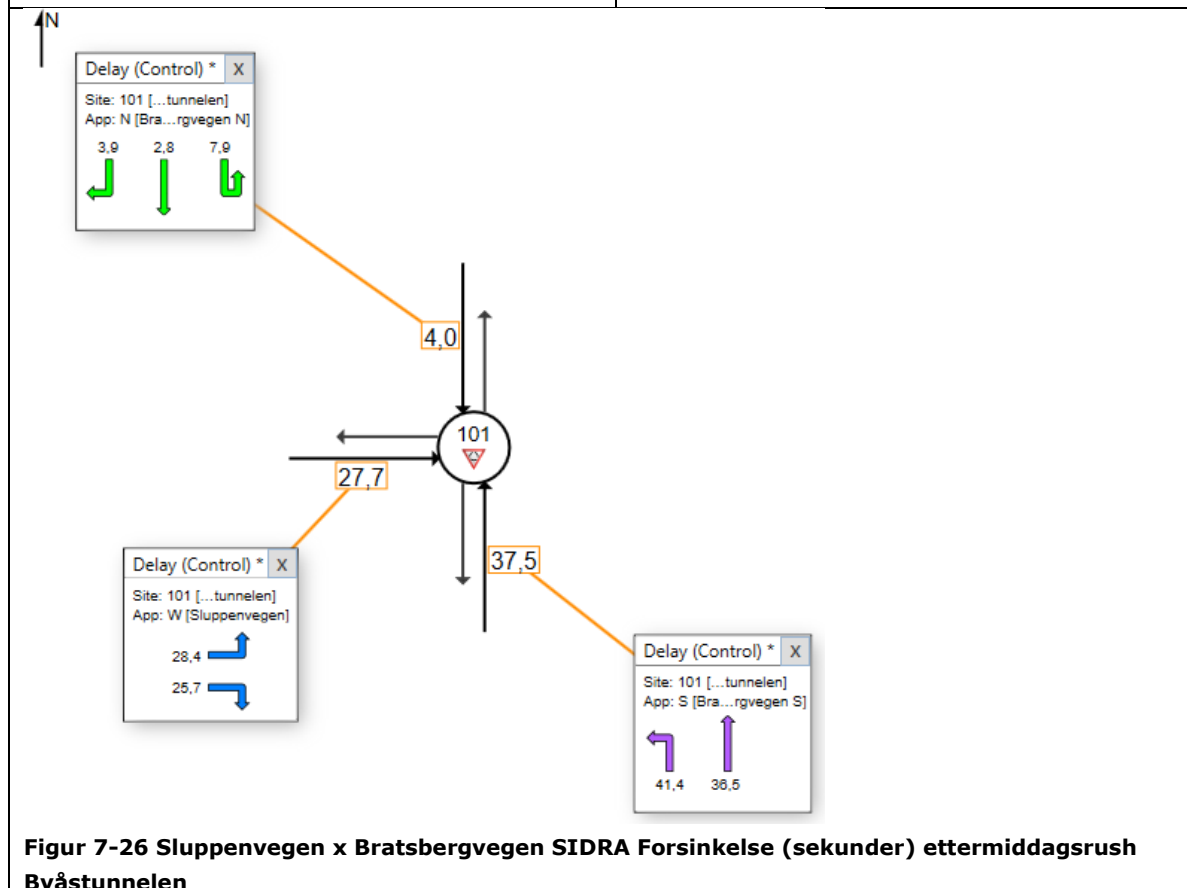 N
Delay (Control) * X
Site: 101 [...tunnelen]
App: N [Bra...rgvegen N]
3,9 2,8 7,9
4,0
101
27,7
Delay (Control) * X
Site: 101 [...tunnelen]
App: W [Sluppenvegen]
28,4
25,7
37,5
Delay (Control) * X
Site: 101 [...tunnelen]
App: S [Bra...rgvegen S]
41,4 36,5
Figur 7-26 Sluppenvegen x Bratsbergvegen SIDRA Forsinkelse (sekunder) ettermiddagsrush
Byåstunnelen